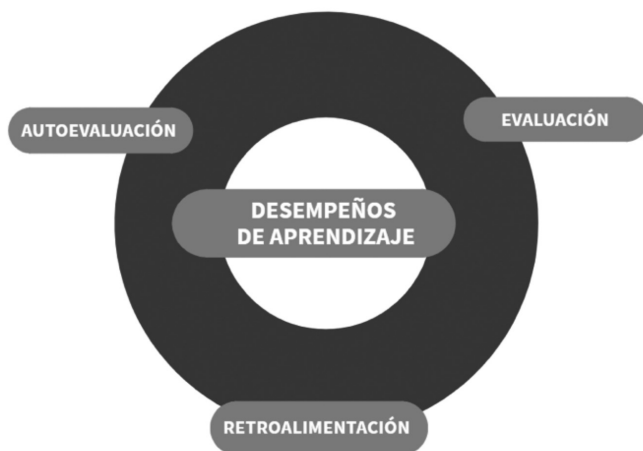 AUTOEVALUACIÓN
EVALUACIÓN
DESEMPEÑOS
DE APRENDIZAJE
RETROALIMENTACIÓN